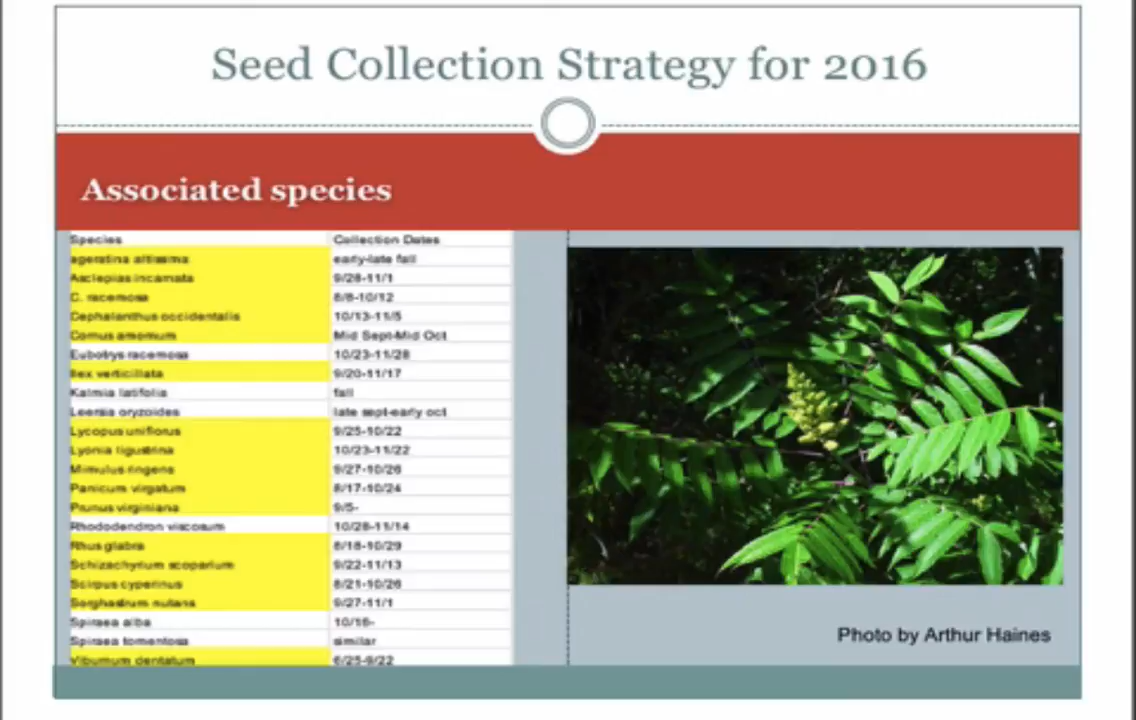 Seed Collection Strategy for 2016
Associated species
Species Collection Dates
ageratina altissima early-late fall
Asclepias incarnata 9/28-11/1
C. racemosa 8/8-10/12
Cephalanthus occidentalis 10/13-11/5
Cornus amomum Mid Sept-Mid Oct
Eubotrys racemosa 10/23-11/28
Ilex verticillata 9/20-11/17
Kalmia latifolia fall
Leersia oryzoides late sept-early oct
Lycopus uniflorus 9/25-10/22
Lyonia ligustrina 10/23-11/22
Mimulus ringens 9/27-10/26
Panicum virgatum 8/17-10/24
Prunus virginiana 9/5-
Rhododendron viscosum 10/28-11/14
Rhus glabra 8/18-10/29
Schizachyrium scoparium 9/22-11/13
Scirpus cyperinus 8/21-10/26
Sorghastrum nutans 9/27-11/1
Spiraea alba 10/16-
Spiraea tomentosa similar
Viburnum dentatum 6/25-9/22
Photo by Arthur Haines